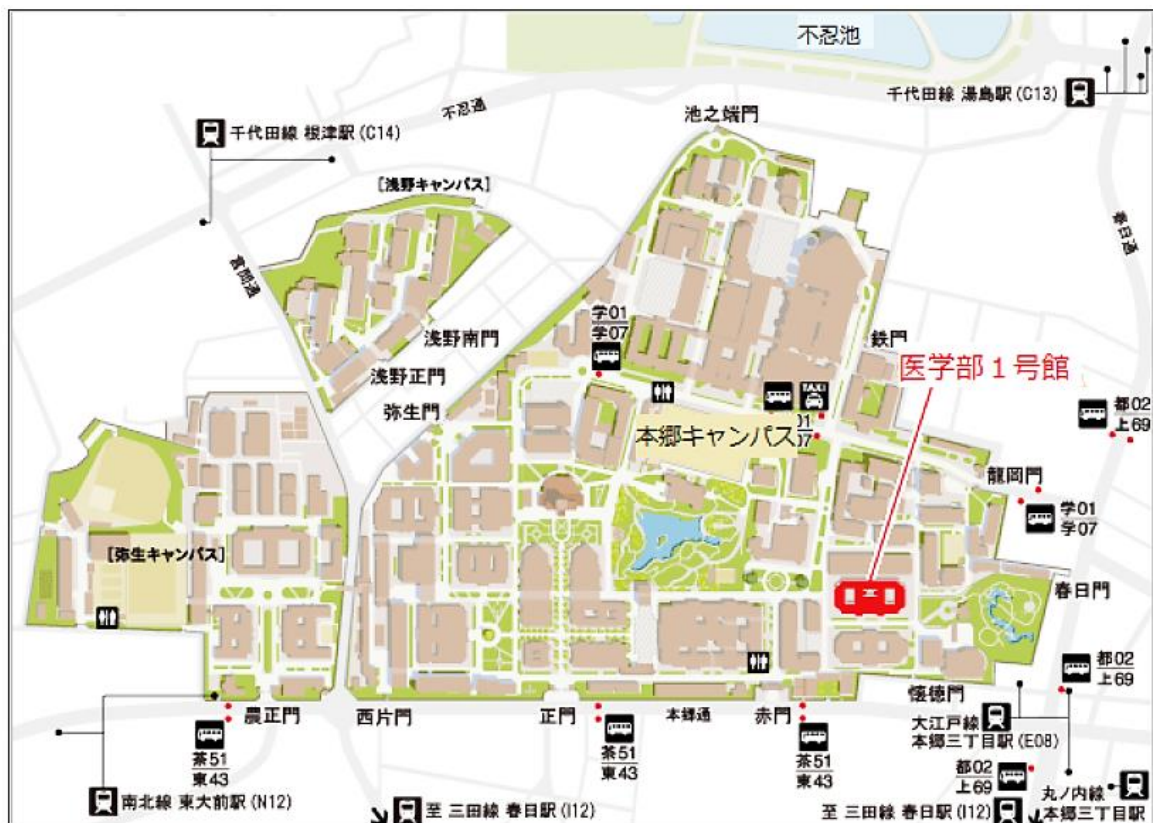 不忍池
千代田線 湯島駅(C13)
不忍通
池之端門
千代田線 根津駅(C14)
[浅野キャンパス]
春日通
言問通
学01
学07
浅野南門
鉄門
浅野正門
医学部1号館
弥生門
TAXI
01
07
本郷キャンパス
都02
上69
龍岡門
学01
学07
[弥生キャンパス]
春日門
都02
上69
懐徳門
農正門
西片門
正門
本郷通
赤門
大江戸線
本郷三丁目駅(E08)
茶51
東43
茶51
東43
茶51
東43
都02
上69
丸ノ内線
本郷三丁目駅
南北線 東大前駅(N12)
至 三田線 春日駅(I12)
至 三田線 春日駅(I12)